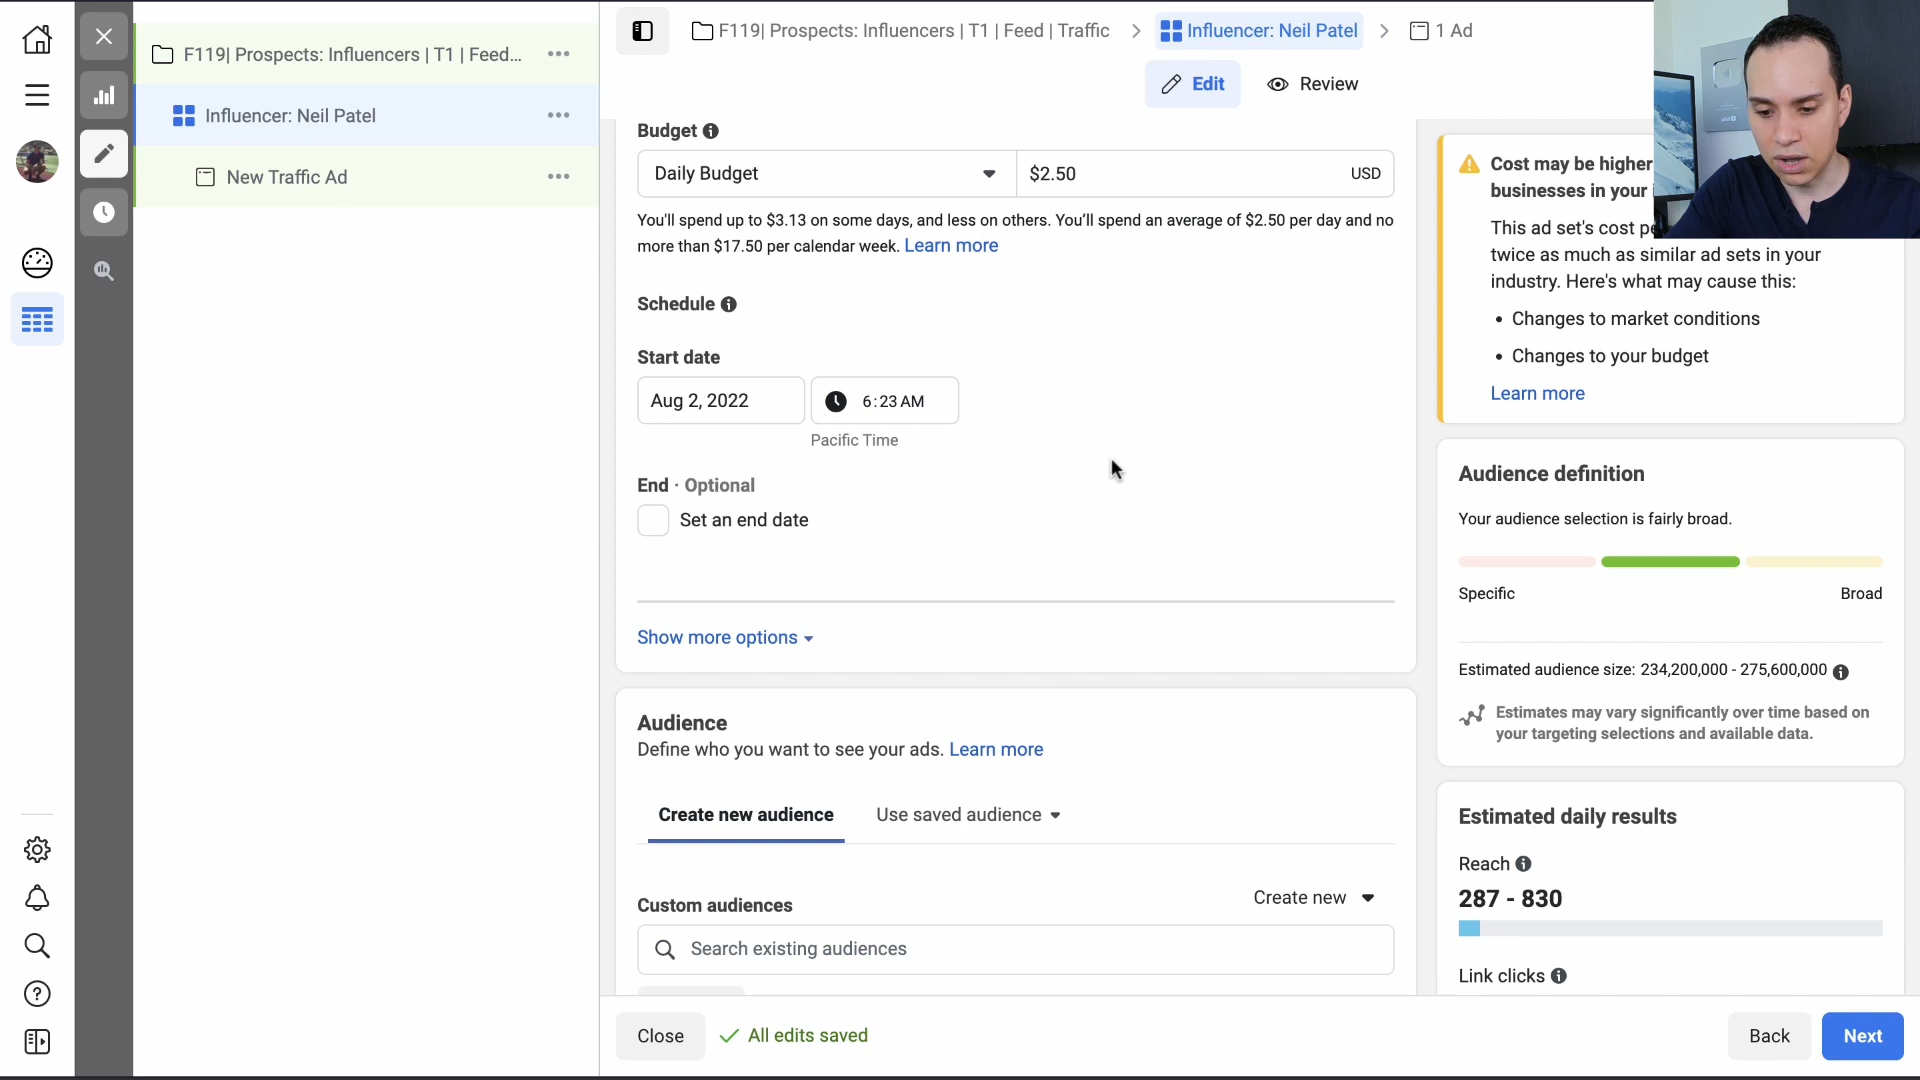 F119| Prospects: Influencers | T1 | Feed...
Influencer: Neil Patel
New Traffic Ad
F119| Prospects: Influencers | T1 | Feed | Traffic
Influencer: Neil Patel
1 Ad
Edit
Review
Budget
Daily Budget
$2.50
USD
You'll spend up to $3.13 on some days, and less on others. You'll spend an average of $2.50 per day and no
more than $17.50 per calendar week. Learn more
Schedule
Start date
Aug 2, 2022
6:23 AM
Pacific Time
End · Optional
Set an end date
Show more options
Audience
Define who you want to see your ads. Learn more
Create new audience
Use saved audience
Custom audiences
Create new
Search existing audiences
Close
All edits saved
Back
Next
Cost may be higher
businesses in your
This ad set's cost
twice as much as similar ad sets in your
industry. Here's what may cause this:
• Changes to market conditions
• Changes to your budget
Learn more
Audience definition
Your audience selection is fairly broad.
Specific
Broad
Estimated audience size: 234,200,000 - 275,600,000
Estimates may vary significantly over time based on
your targeting selections and available data.
Estimated daily results
Reach
287 - 830
Link clicks